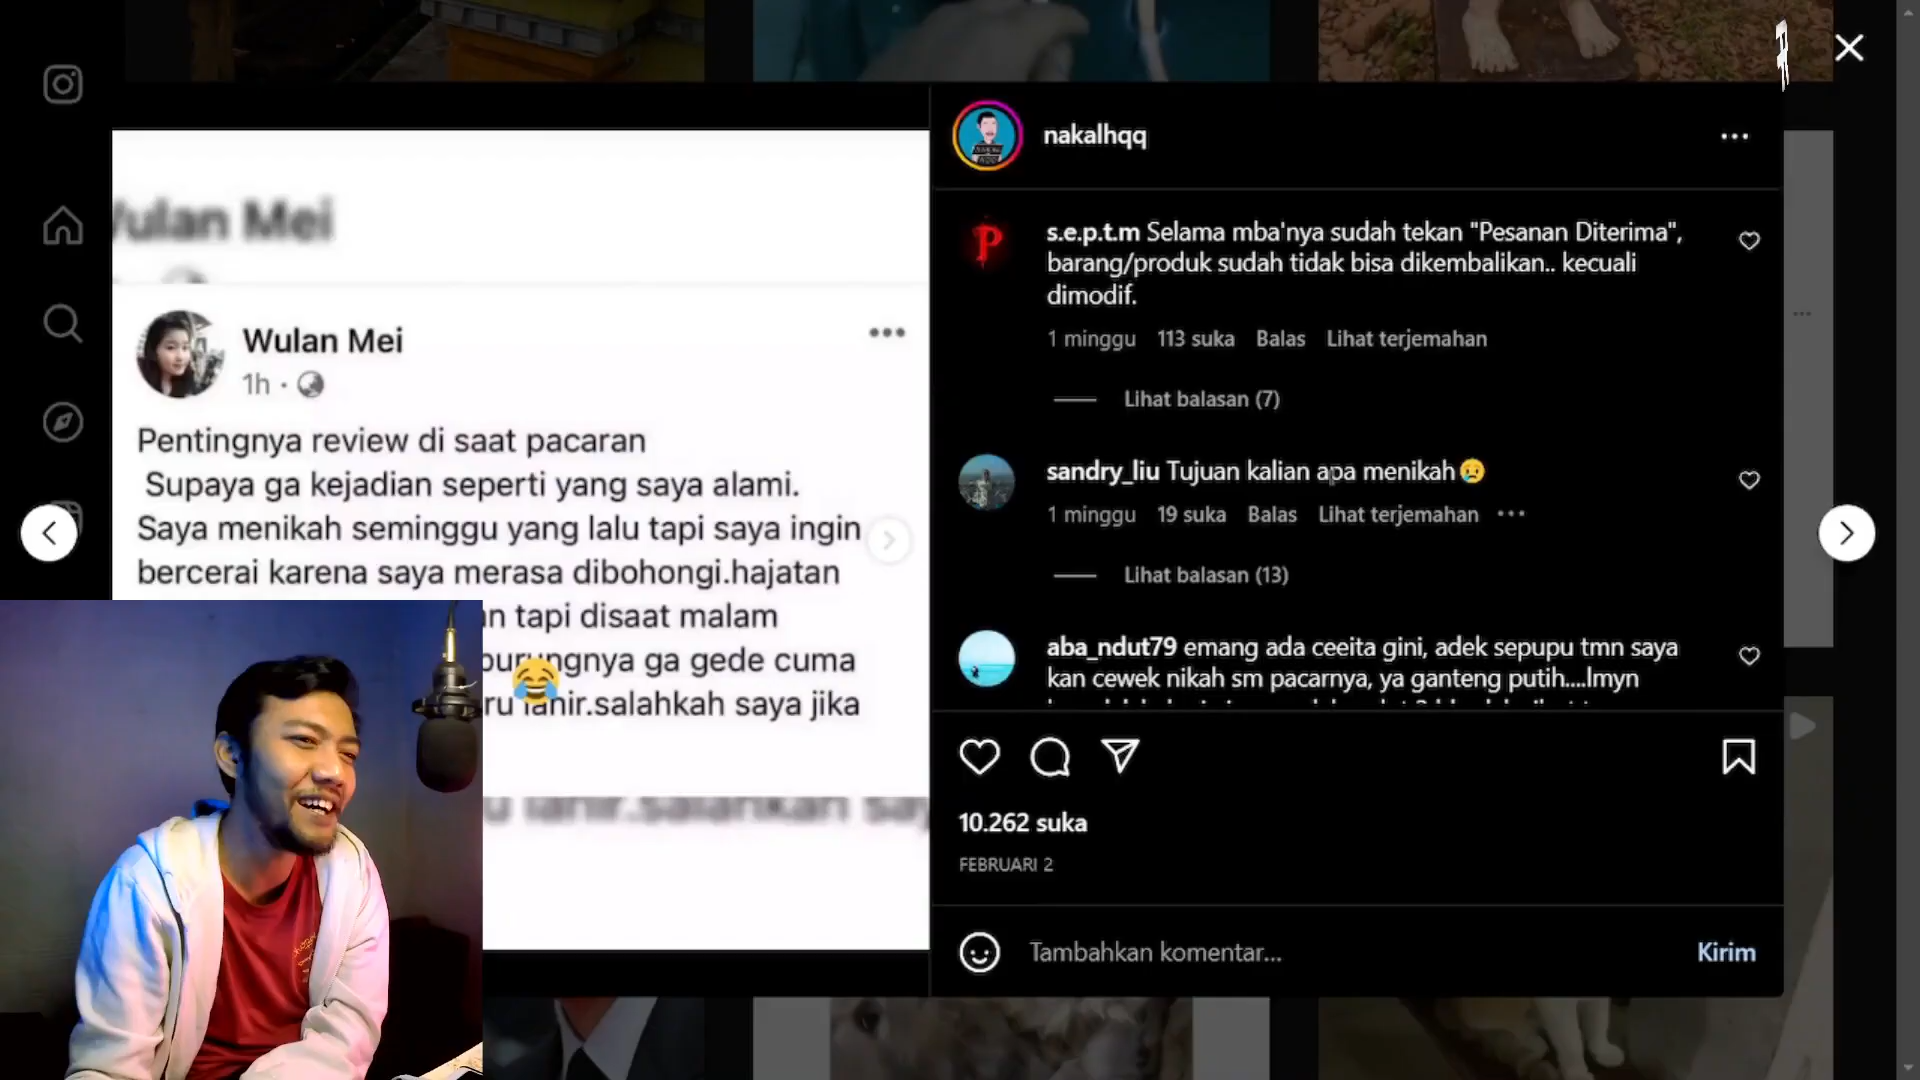 Wulan Mei
Wulan Mei
1h
Pentingnya review di saat pacaran
Supaya ga kejadian seperti yang saya alami.
Saya menikah seminggu yang lalu tapi saya ingin
bercerai karena saya merasa dibohongi.hajatan
tapi disaat malam
ga gede cuma
lahir.salahkah saya jika
nakalhqq
s.e.p.t.m Selama mba'nya sudah tekan "Pesanan Diterima",
barang/produk sudah tidak bisa dikembalikan.. kecuali
dimodif.
1 minggu 113 suka Balas Lihat terjemahan
Lihat balasan (7)
sandry_liu Tujuan kalian apa menikah😥
1 minggu 19 suka Balas Lihat terjemahan
Lihat balasan (13)
aba_ndut79 emang ada ceeita gini, adek sepupu tmn saya
kan cewek nikah sm pacarnya, ya ganteng putih....lmyn
10.262 suka
FEBRUARI 2
Tambahkan komentar...
Kirim